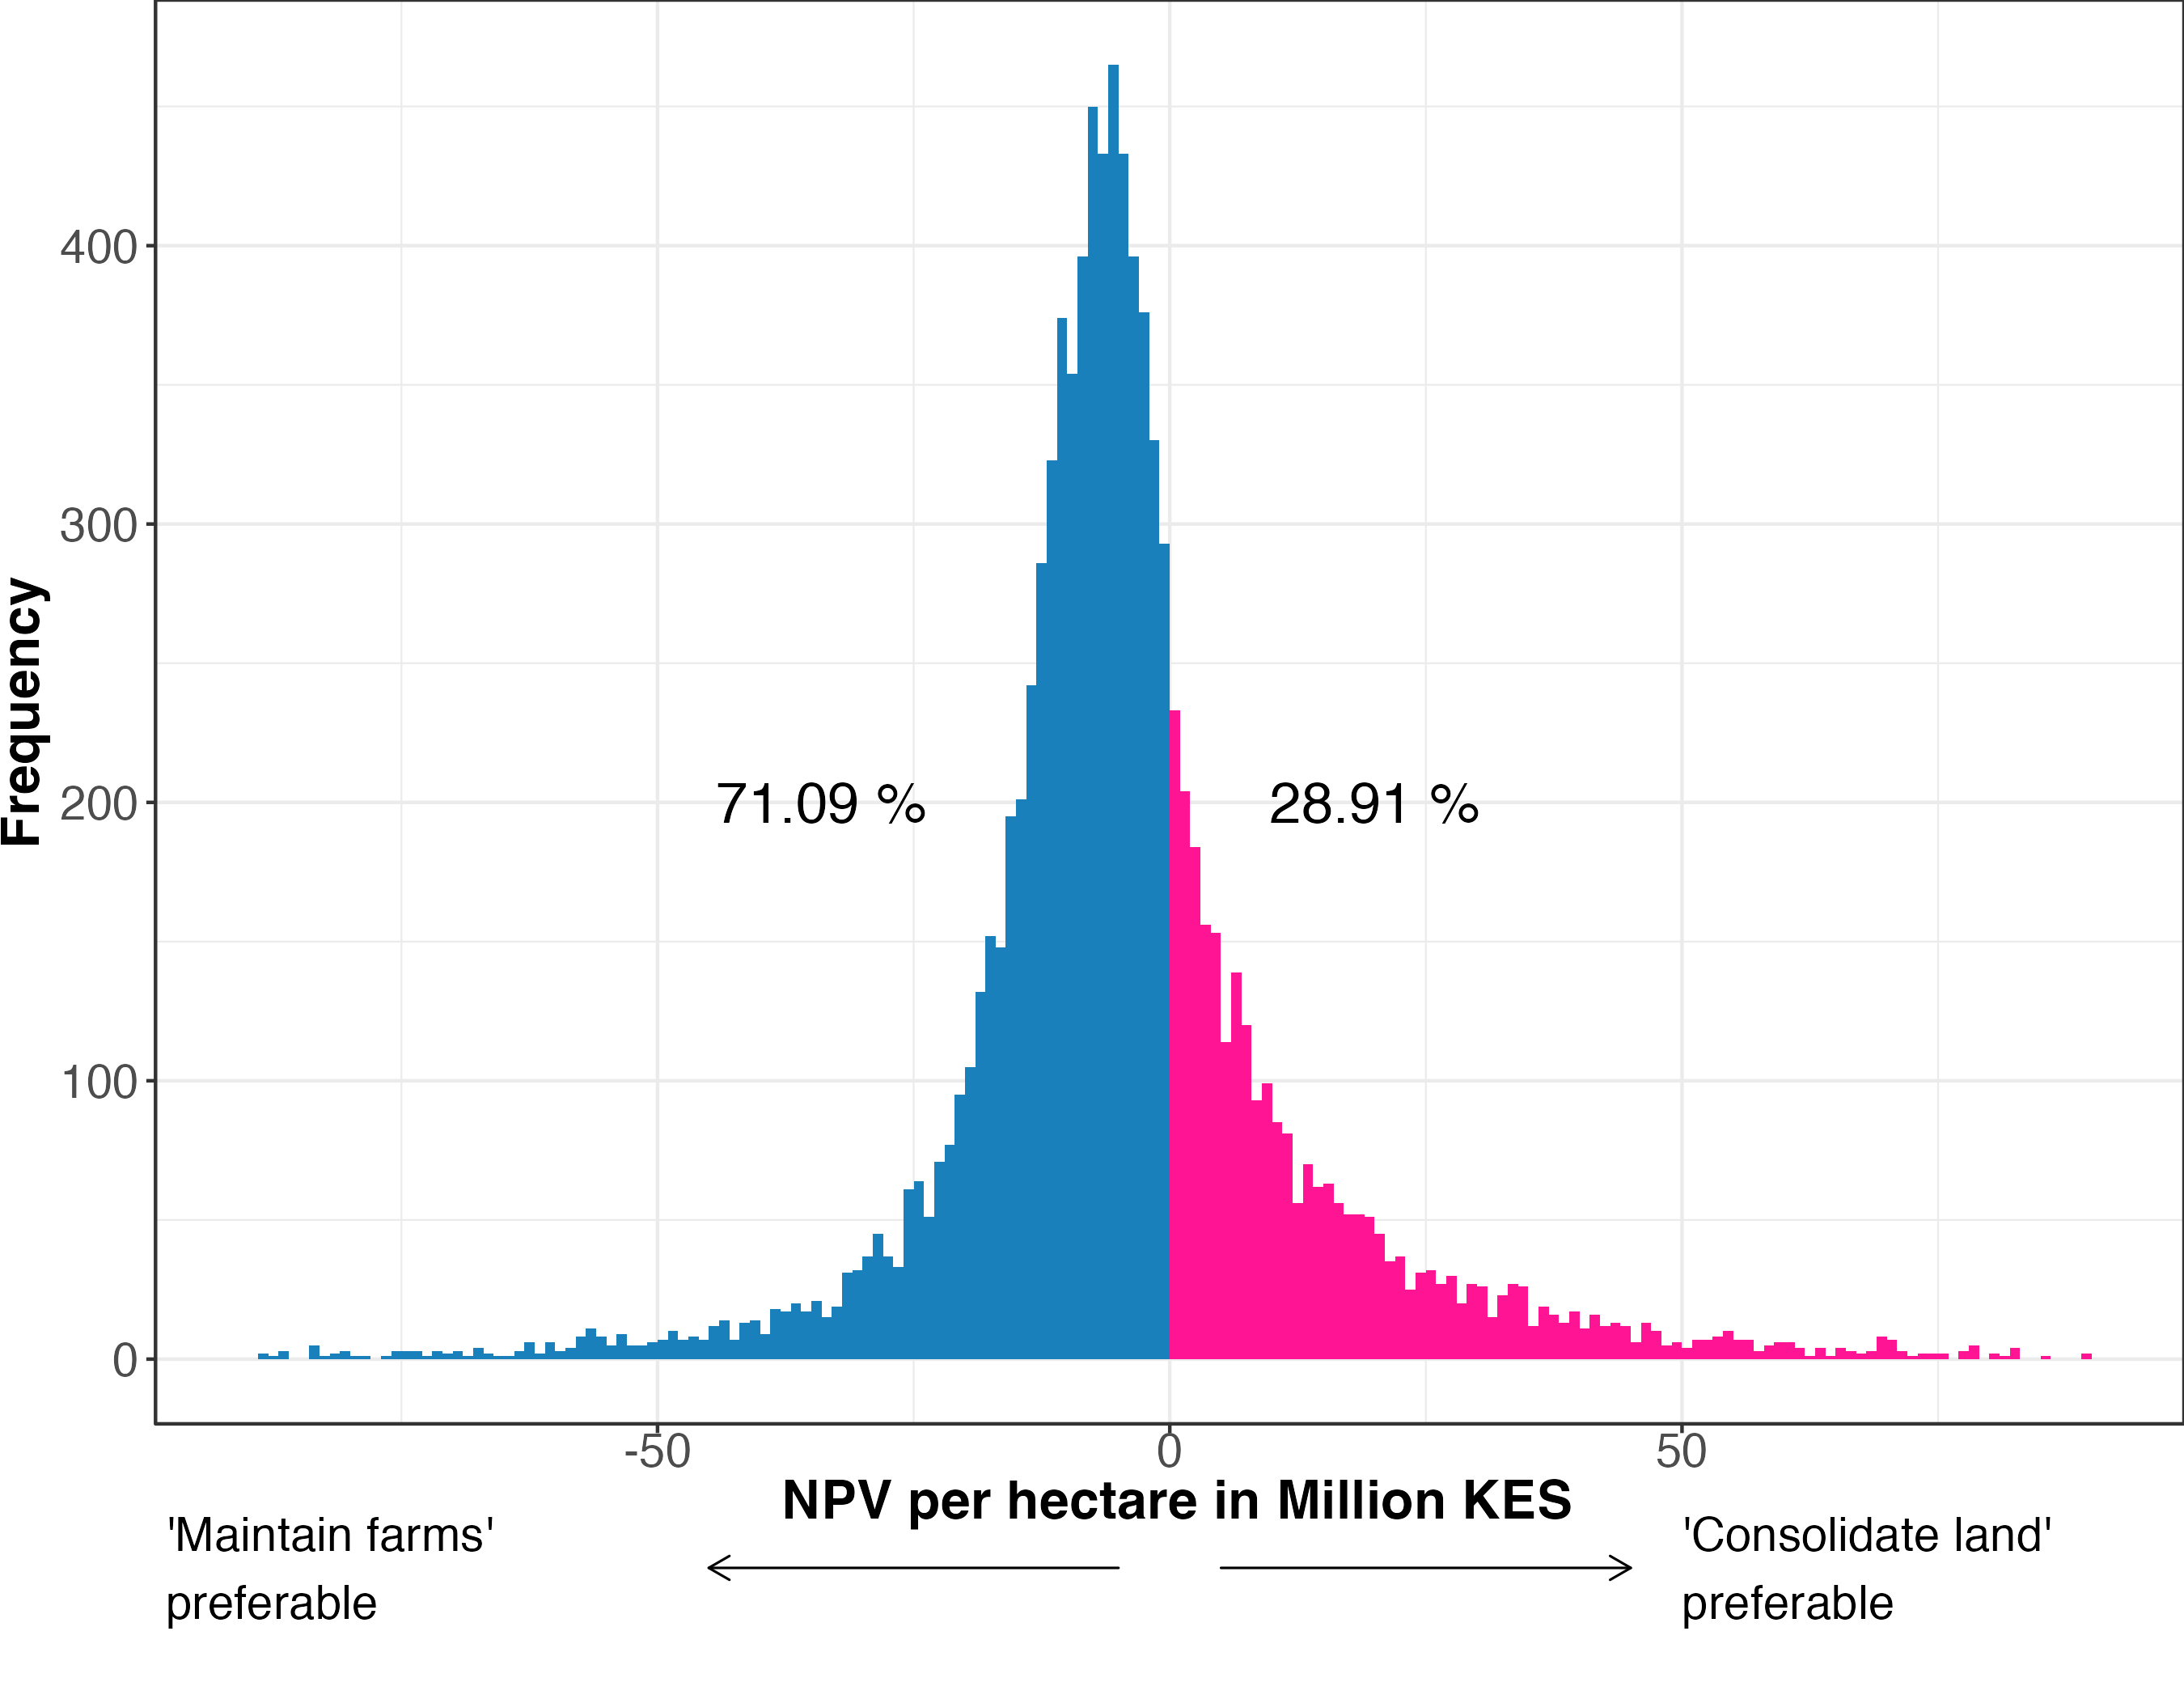 Frequency
400
300
200
100
0
71.09 %
28.91 %
-50
0
50
NPV per hectare in Million KES
'Maintain farms'
preferable
'Consolidate land'
preferable